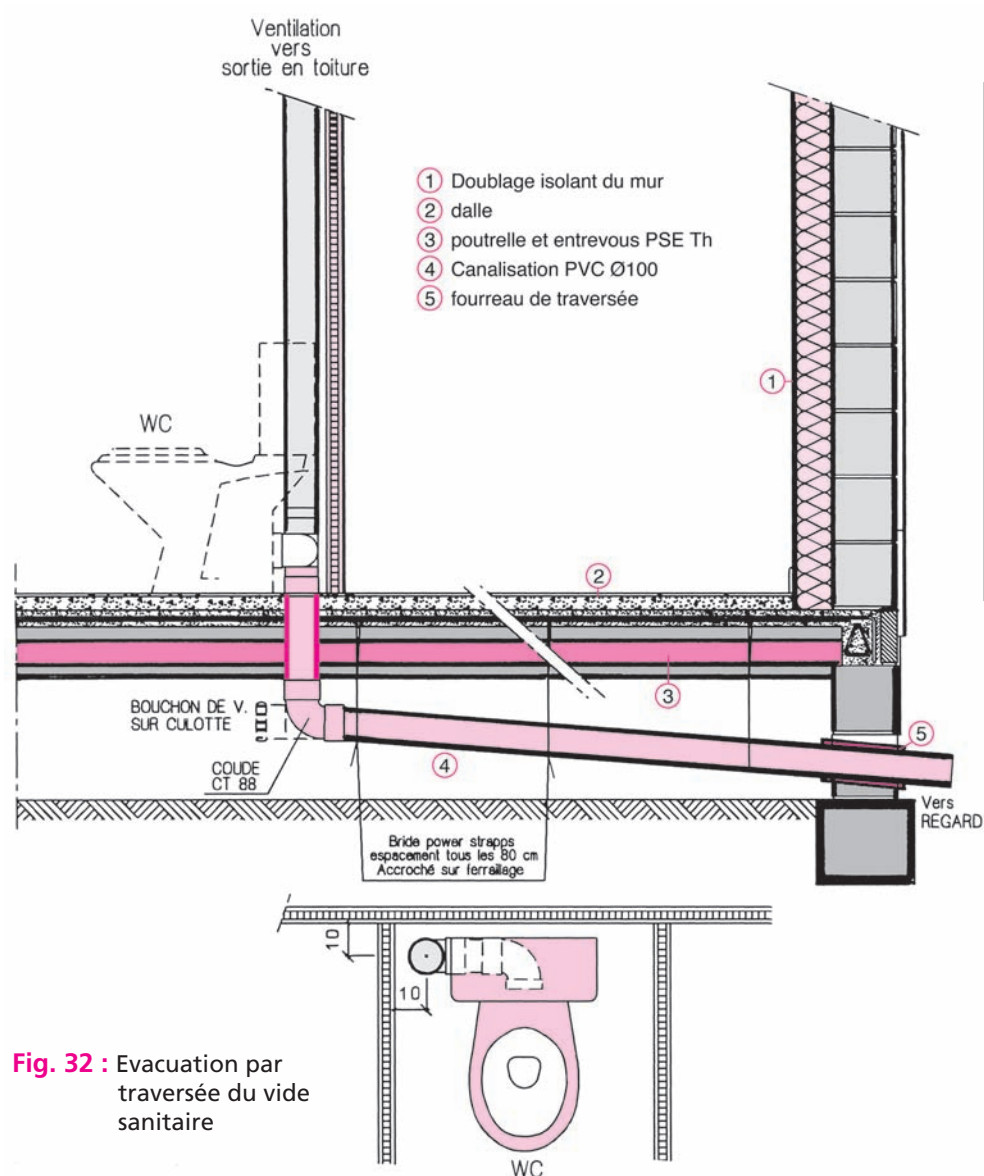 Ventilation
vers
sortie en toiture
① Doublage isolant du mur
② dalle
③ poutrelle et entrevous PSE Th
④ Canalisation PVC Ø100
⑤ fourreau de traversée
①
WC
②
③
BOUCHON DE V.
SUR CULOTTE
⑤
④
COUDE
CT 88
Vers
REGARD
Bride power strapps
espacement tous les 80 cm
Accroché sur ferraillage
10
10
Fig. 32 : Evacuation par
traversée du vide
sanitaire
WC